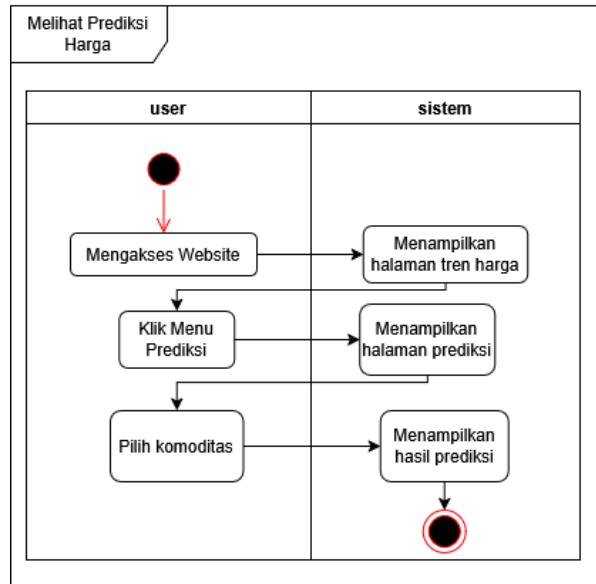 Melihat Prediksi
Harga
user
sistem
Mengakses Website
Menampilkan
halaman tren harga
Klik Menu
Prediksi
Menampilkan
halaman prediksi
Pilih komoditas
Menampilkan
hasil prediksi